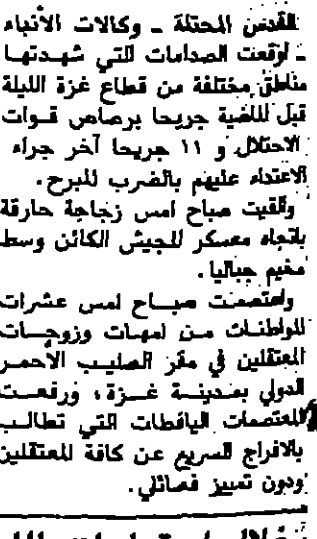 القدس المحتلة ـ وكالات الأنباء
ـ اوقعت الصدامات التي شهدتها
مناطق مختلفة من قطاع غزة الليلة
قبل الماضية جريحا برصاص قوات
الاحتلال و ١١ جريحا آخر جراء
الاعتداء عليهم بالضرب المبرح.
والقيت صباح امس زجاجة حارقة
باتجاه معسكر للجيش الكائن وسط
مخيم جباليا.
واعتصمت صباح امس عشرات
المواطنات من امهات وزوجات
المعتقلين في مقر الصليب الأحمر
الدولي بمدينة غزة، ورفعت
المعتصمات اليافطات التي تطالب
بالافراج السريع عن كافة المعتقلين
ودون تمييز فصائلي.